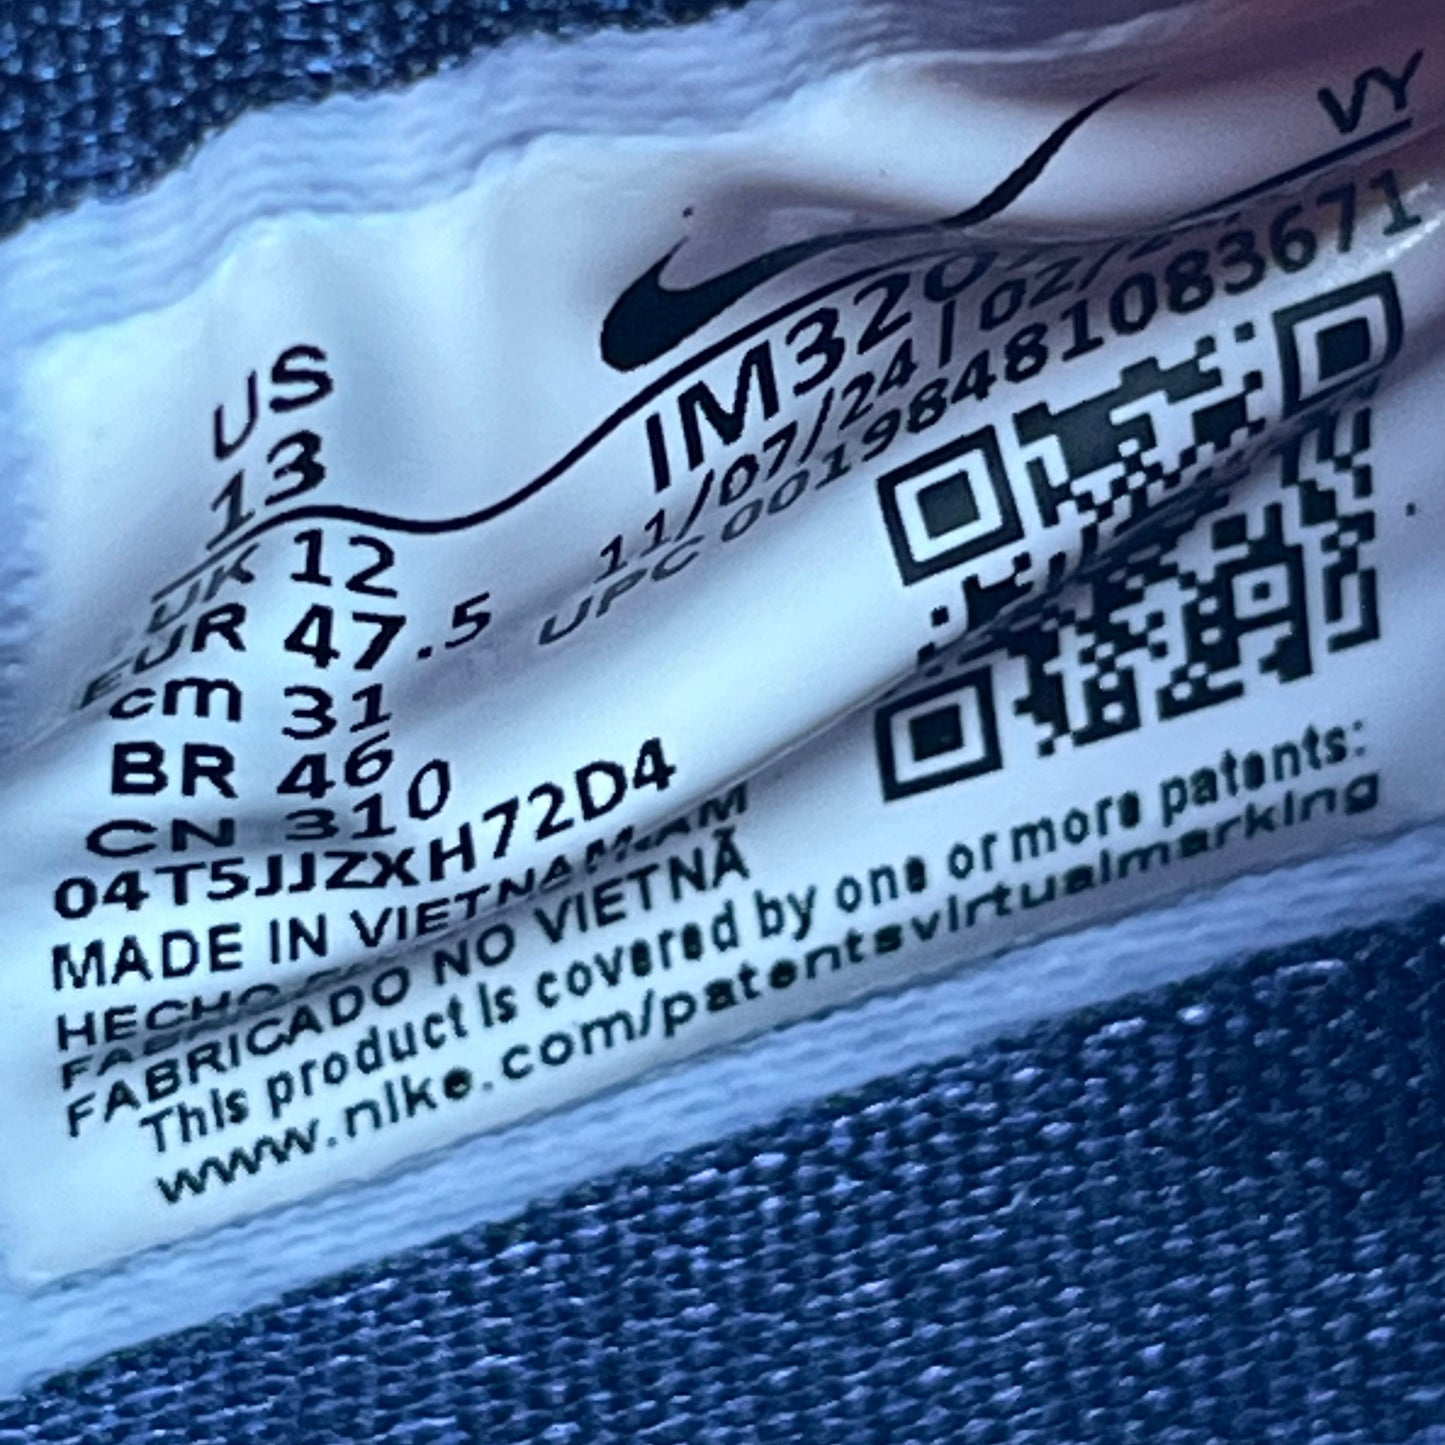 US
13
UK 12
EUR 47.5
cm 31
BR 46
CN 310
04T5JJZXH72D4
MADE IN VIETNAM
HECHO
FABRICADO NO VIETNÃ
This product is covered by one or more patents:
www.nike.com/patentsvirtualmarking
VY
11/07/24 | 02/
UPC 00198481083671